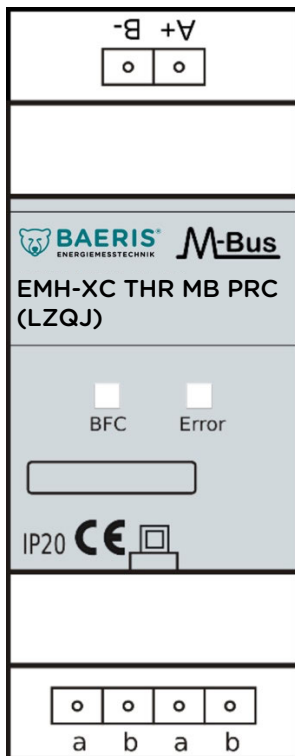 B- A+
BAERIS® M-Bus
ENERGIEMESSTECHNIK
EMH-XC THR MB PRC
(LZQJ)
BFC Error
IP20 CE
a b a b